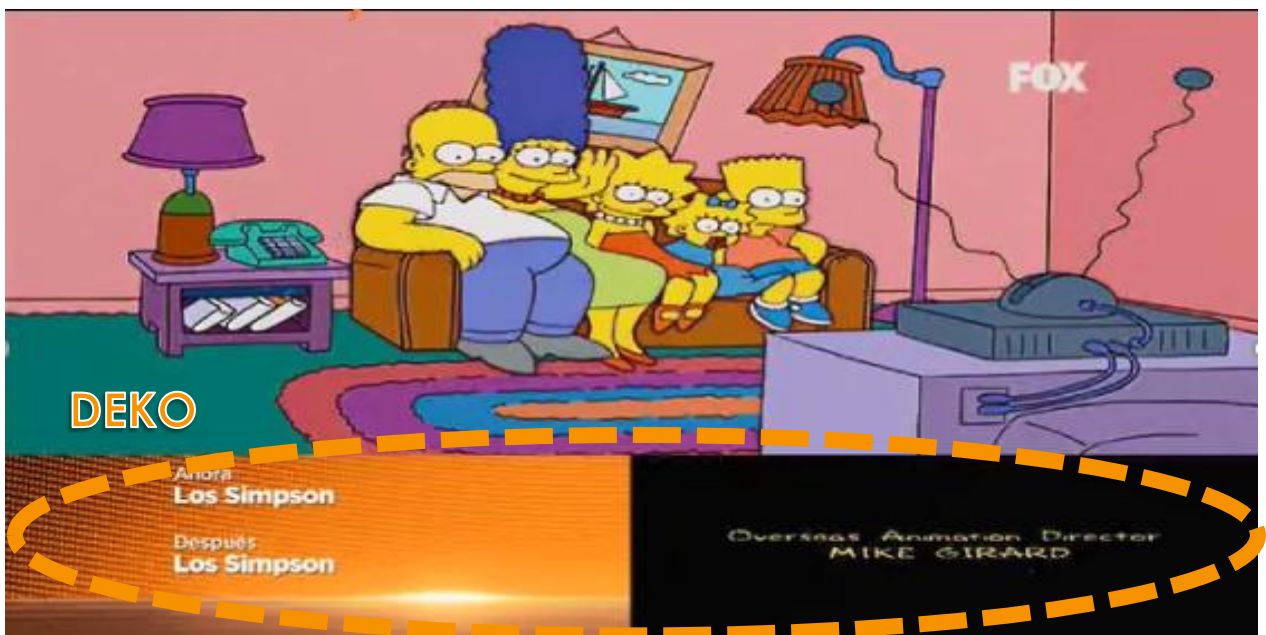 FOX
DEKO
Ahora
Los Simpson
Después
Los Simpson
Overseas Animation Director
MIKE GIRARD